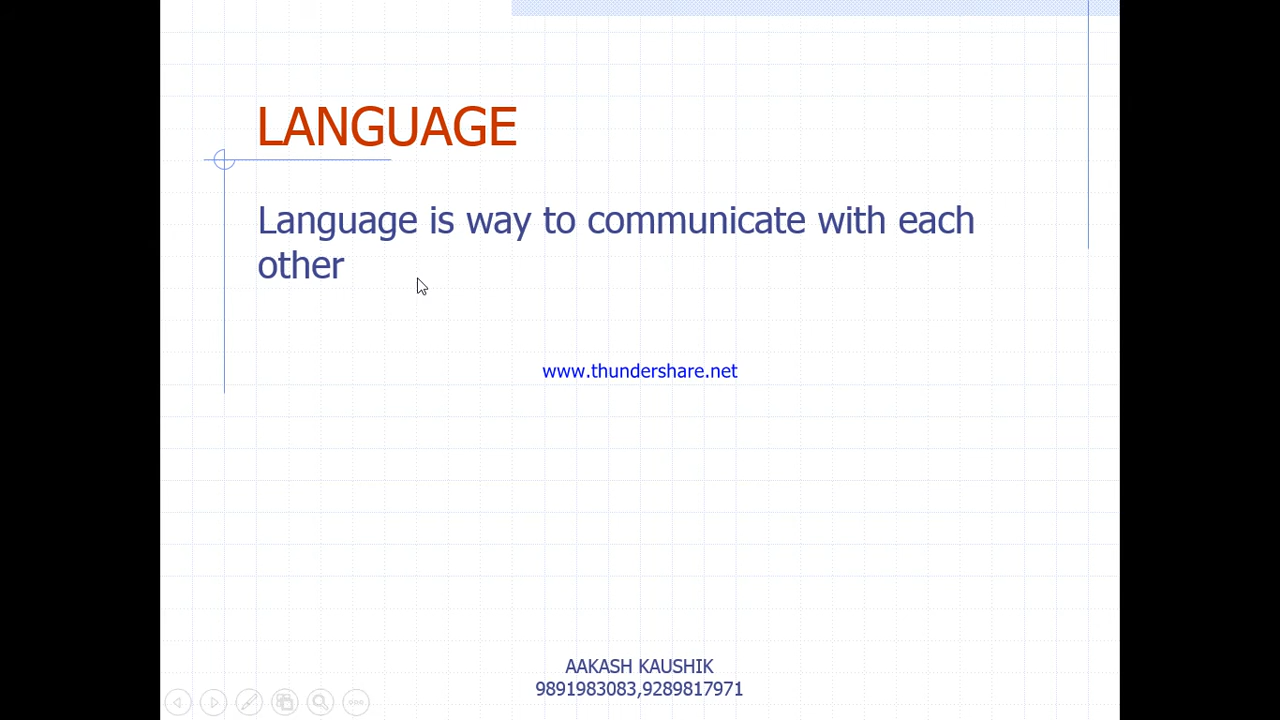 LANGUAGE
Language is way to communicate with each
other
www.thundershare.net
AAKASH KAUSHIK
9891983083,9289817971